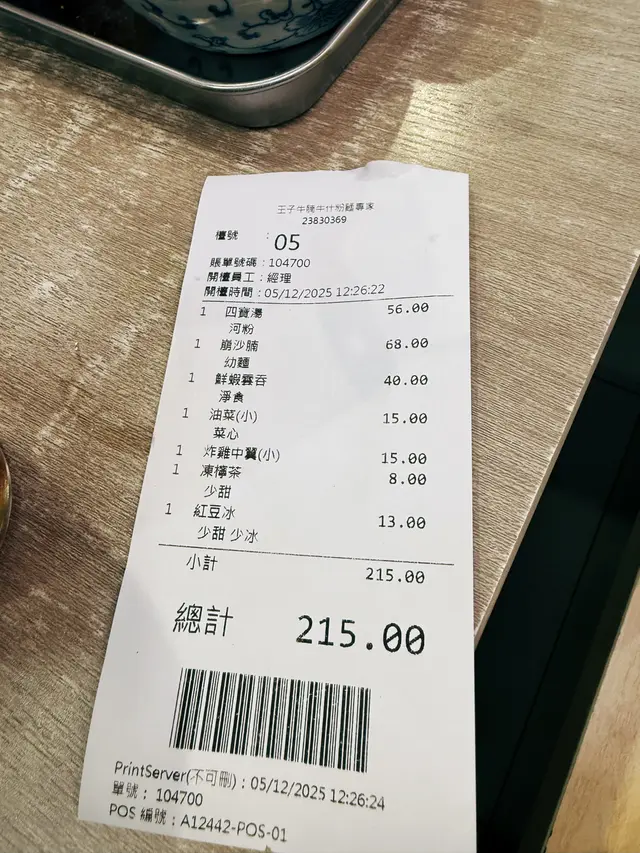 王子牛腩牛什粉麵專家
23830369
檯號 : 05
賬單號碼 : 104700
開檯員工 : 經理
開檯時間 : 05/12/2025 12:26:22
1 四寶湯 56.00
河粉
1 崩沙腩 68.00
幼麵
1 鮮蝦雲吞 40.00
淨食
1 油菜(小) 15.00
菜心
1 炸雞中翼(小) 15.00
1 凍檸茶 8.00
少甜
1 紅豆冰 13.00
少甜 少冰
小計 215.00
總計 215.00
PrintServer(不可刪) : 05/12/2025 12:26:24
單號 : 104700
POS 編號 : A12442-POS-01